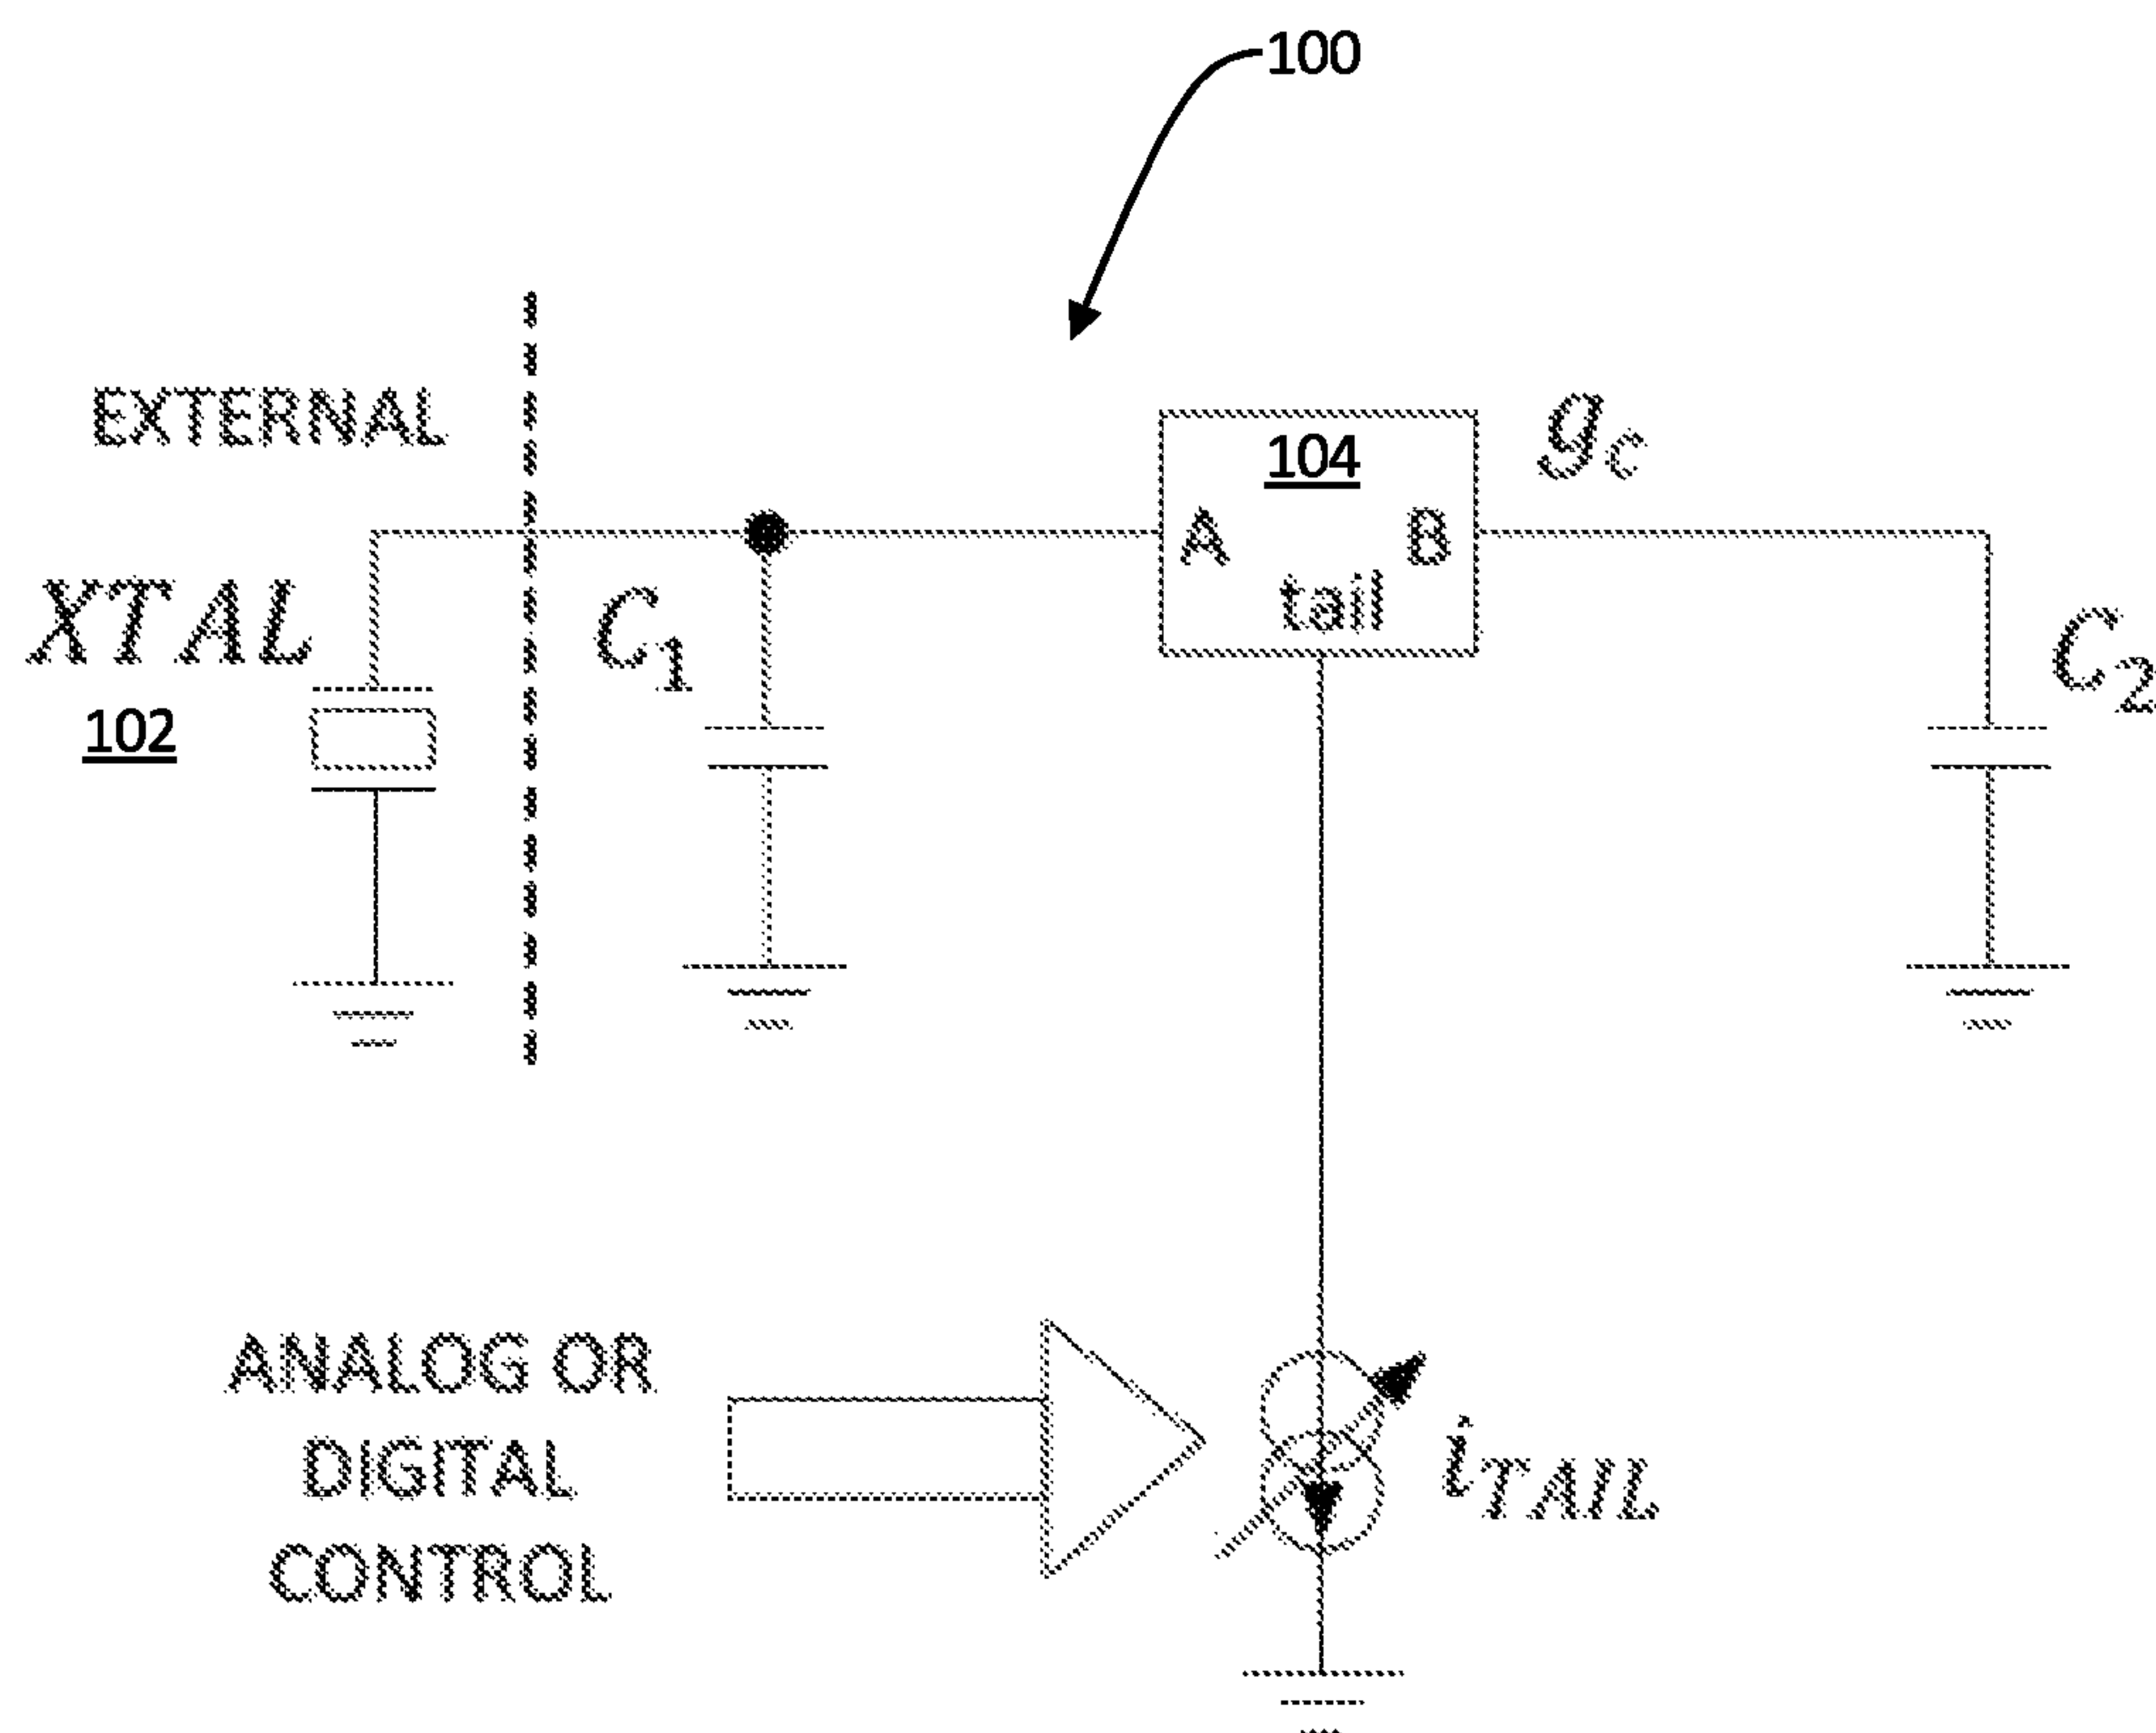 100
EXTERNAL
104
g_c
A
B
tail
XTAL
102
C_1
C_2
ANALOG OR
DIGITAL
CONTROL
i_TAIL